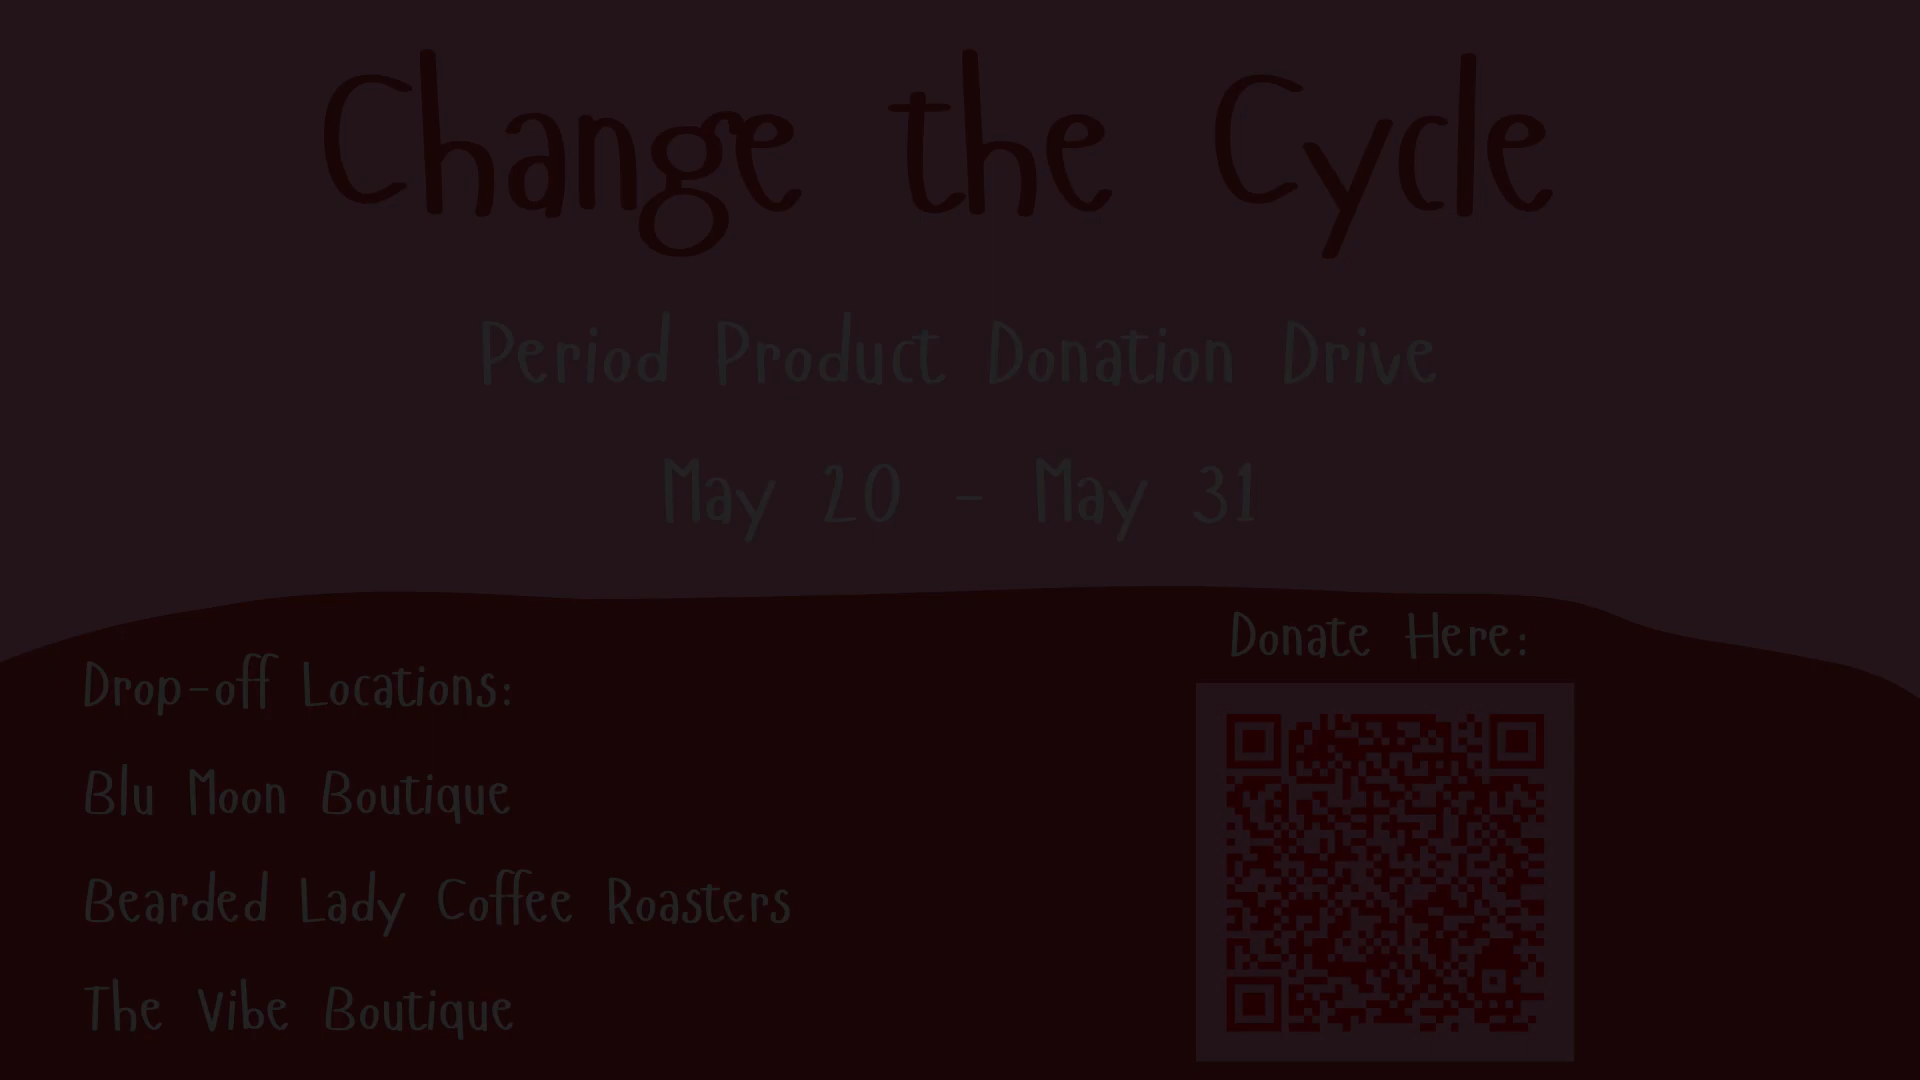 Change the Cycle
Period Product Donation Drive
May 20 - May 31
Donate Here:
Drop-off Locations:
Blu Moon Boutique
Bearded Lady Coffee Roasters
The Vibe Boutique